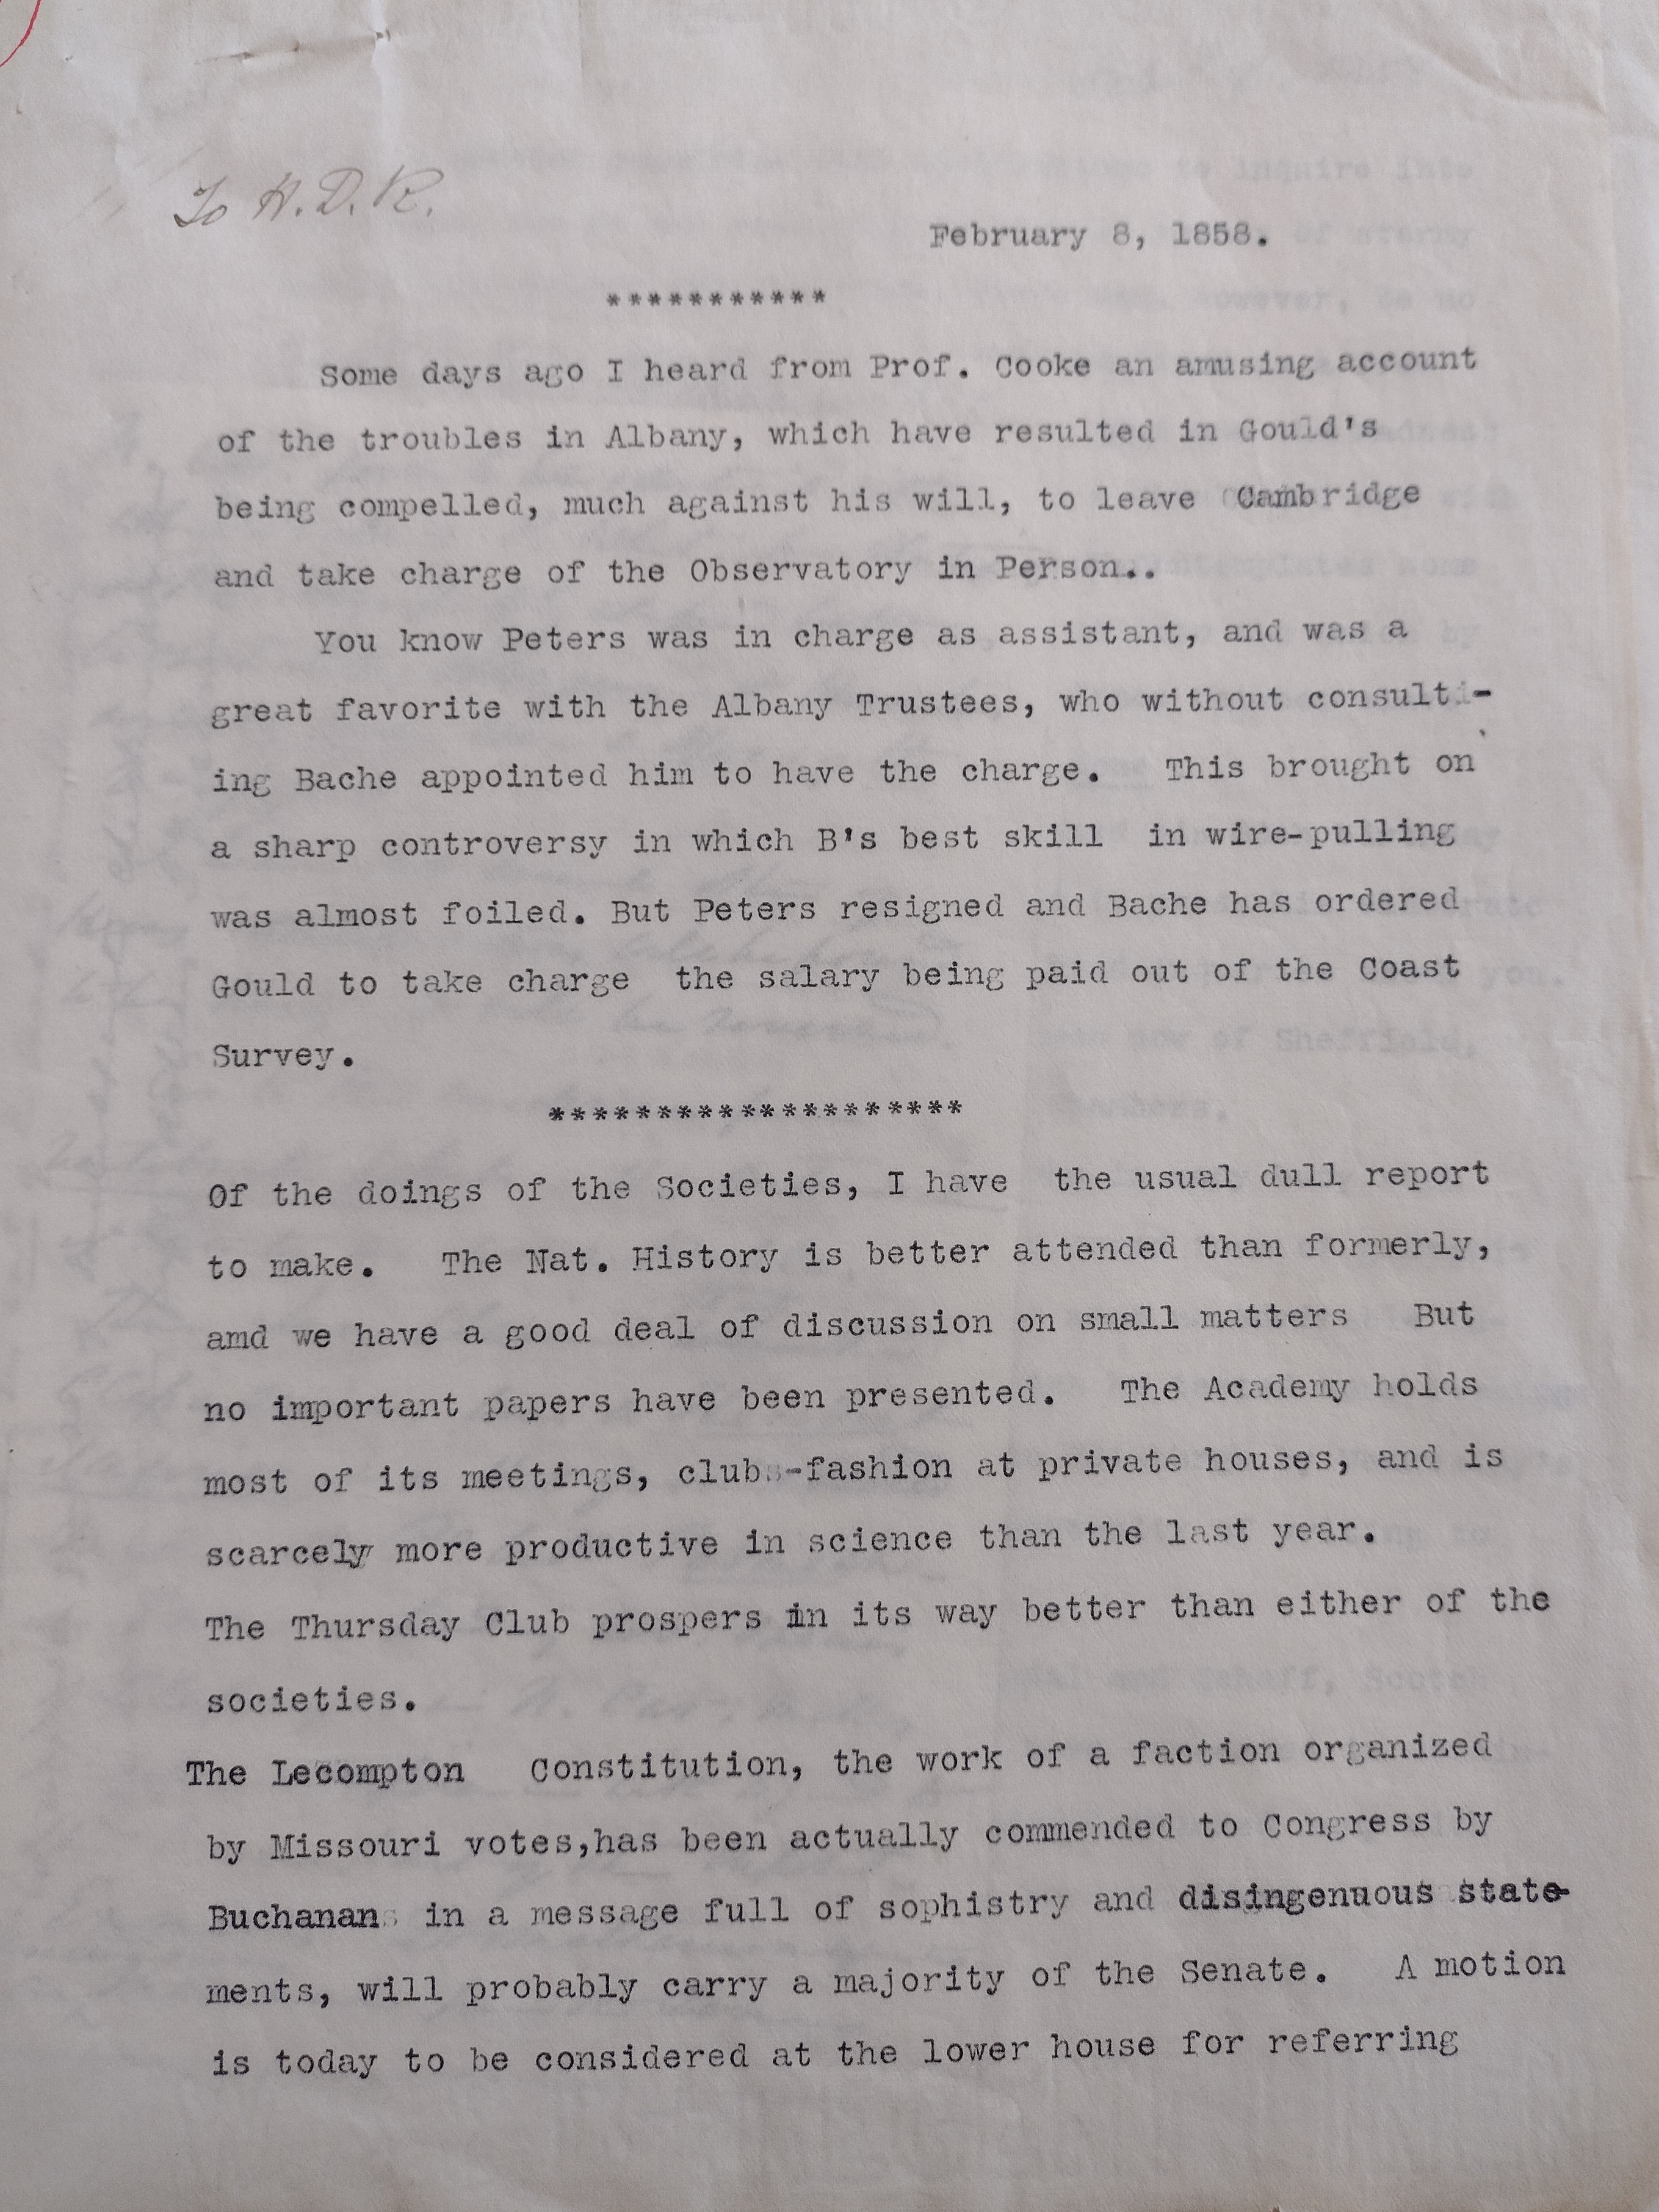 To H.D.R.
February 8, 1858.
***********
Some days ago I heard from Prof. Cooke an amusing account
of the troubles in Albany, which have resulted in Gould's
being compelled, much against his will, to leave Cambridge
and take charge of the Observatory in Person..
You know Peters was in charge as assistant, and was a
great favorite with the Albany Trustees, who without consult-
ing Bache appointed him to have the charge. This brought on
a sharp controversy in which B's best skill in wire-pulling
was almost foiled. But Peters resigned and Bache has ordered
Gould to take charge the salary being paid out of the Coast
Survey.
********************
Of the doings of the Societies, I have the usual dull report
to make. The Nat. History is better attended than formerly,
amd we have a good deal of discussion on small matters But
no important papers have been presented. The Academy holds
most of its meetings, club-fashion at private houses, and is
scarcely more productive in science than the last year.
The Thursday Club prospers in its way better than either of the
societies.
The Lecompton Constitution, the work of a faction organized
by Missouri votes,has been actually commended to Congress by
Buchanan in a message full of sophistry and disingenuous state-
ments, will probably carry a majority of the Senate. A motion
is today to be considered at the lower house for referring